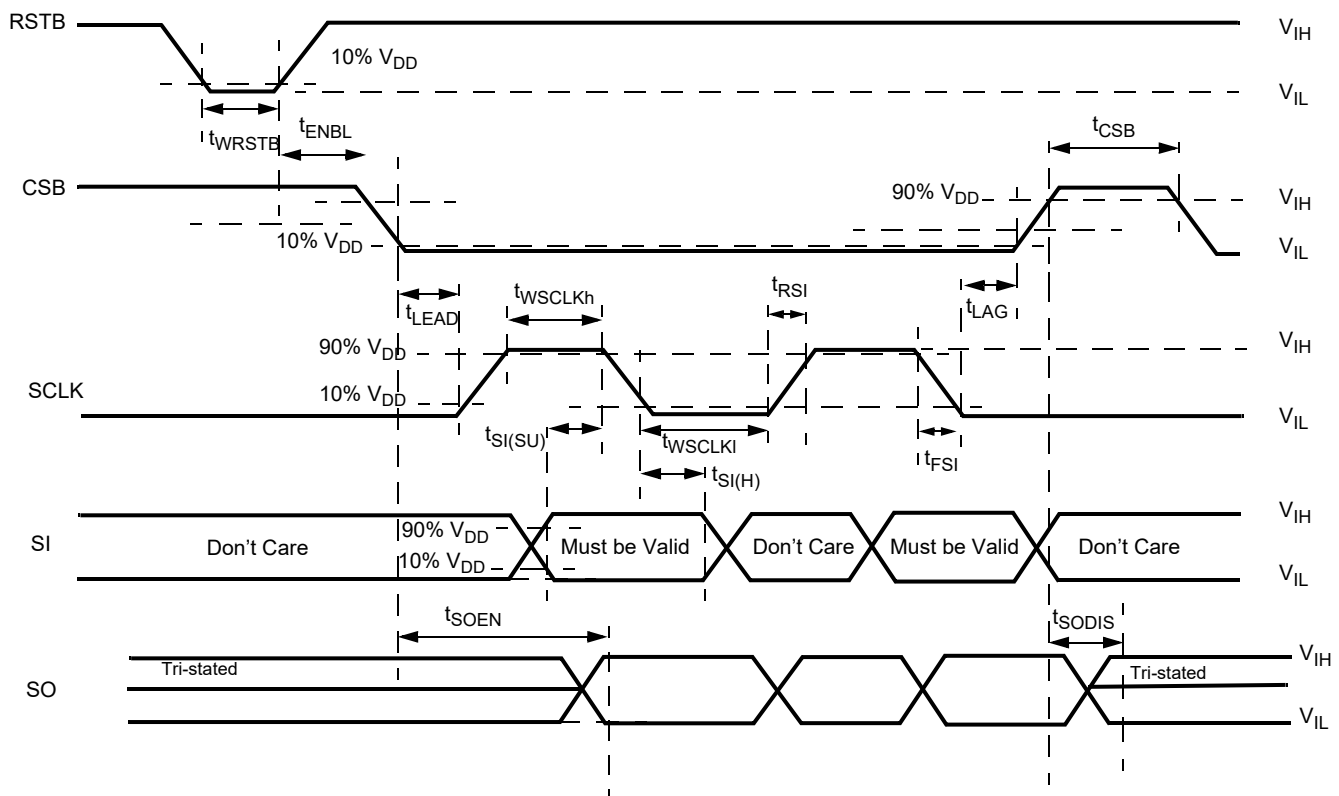 RSTB
V_IH
10% V_DD
V_IL
t_WRSTB
t_ENBL
t_CSB
CSB
90% V_DD
V_IH
10% V_DD
V_IL
t_LEAD
t_WSCLKh
t_RSI
t_LAG
90% V_DD
V_IH
SCLK
10% V_DD
V_IL
t_SI(SU)
t_WSCLKl
t_FSI
t_SI(H)
SI
90% V_DD
V_IH
Don't Care
Must be Valid
Don't Care
Must be Valid
Don't Care
10% V_DD
V_IL
t_SOEN
t_SODIS
SO
Tri-stated
Tri-stated
V_IH
V_IL